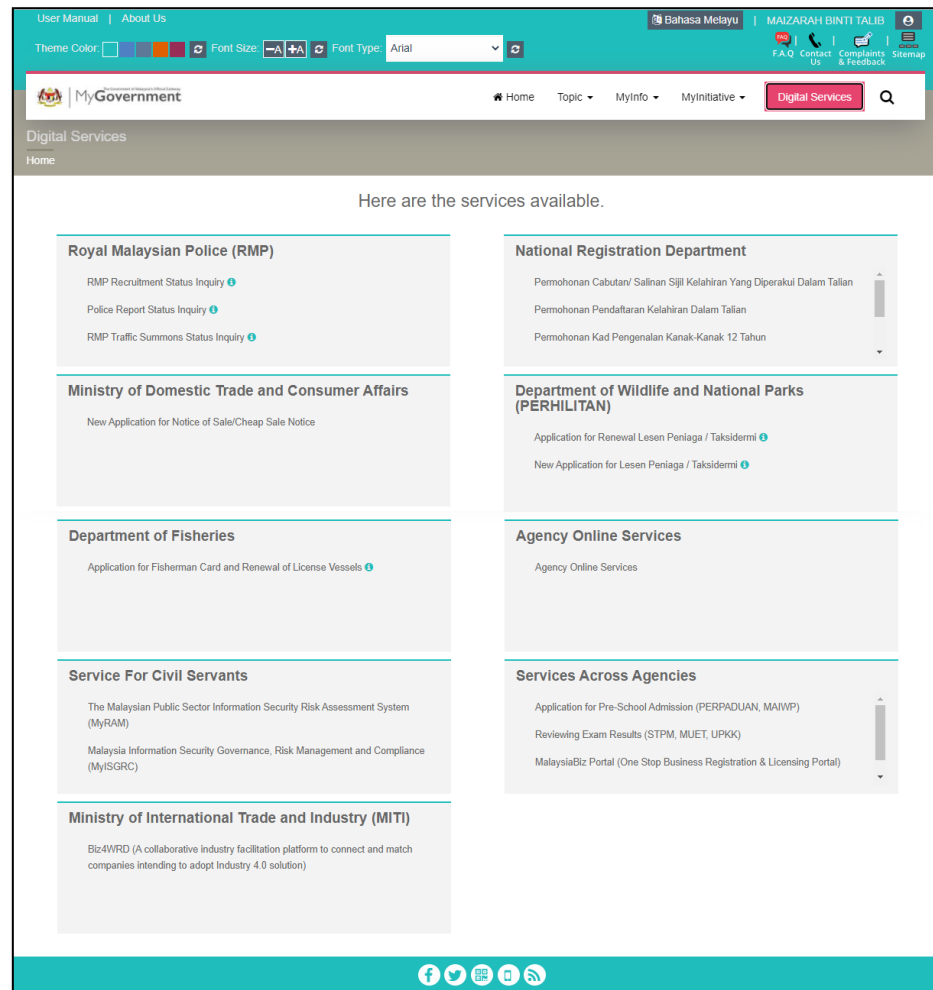 User Manual | About Us
Bahasa Melayu | MAIZARAH BINTI TALIB
Theme Color: Font Size: -A +A Font Type: Arial
FAQ
F.A.Q Contact Us Complaints & Feedback Sitemap
MyGovernment
Home Topic MyInfo MyInitiative Digital Services
Digital Services
Home
Here are the services available.
Royal Malaysian Police (RMP)
RMP Recruitment Status Inquiry
Police Report Status Inquiry
RMP Traffic Summons Status Inquiry
National Registration Department
Permohonan Cabutan/ Salinan Sijil Kelahiran Yang Diperakui Dalam Talian
Permohonan Pendaftaran Kelahiran Dalam Talian
Permohonan Kad Pengenalan Kanak-Kanak 12 Tahun
Ministry of Domestic Trade and Consumer Affairs
New Application for Notice of Sale/Cheap Sale Notice
Department of Wildlife and National Parks
(PERHILITAN)
Application for Renewal Lesen Peniaga / Taksidermi
New Application for Lesen Peniaga / Taksidermi
Department of Fisheries
Application for Fisherman Card and Renewal of License Vessels
Agency Online Services
Agency Online Services
Service For Civil Servants
The Malaysian Public Sector Information Security Risk Assessment System
(MyRAM)
Malaysia Information Security Governance, Risk Management and Compliance
(MyISGRC)
Services Across Agencies
Application for Pre-School Admission (PERPADUAN, MAIWP)
Reviewing Exam Results (STPM, MUET, UPKK)
MalaysiaBiz Portal (One Stop Business Registration & Licensing Portal)
Ministry of International Trade and Industry (MITI)
Biz4WRD (A collaborative industry facilitation platform to connect and match
companies intending to adopt Industry 4.0 solution)